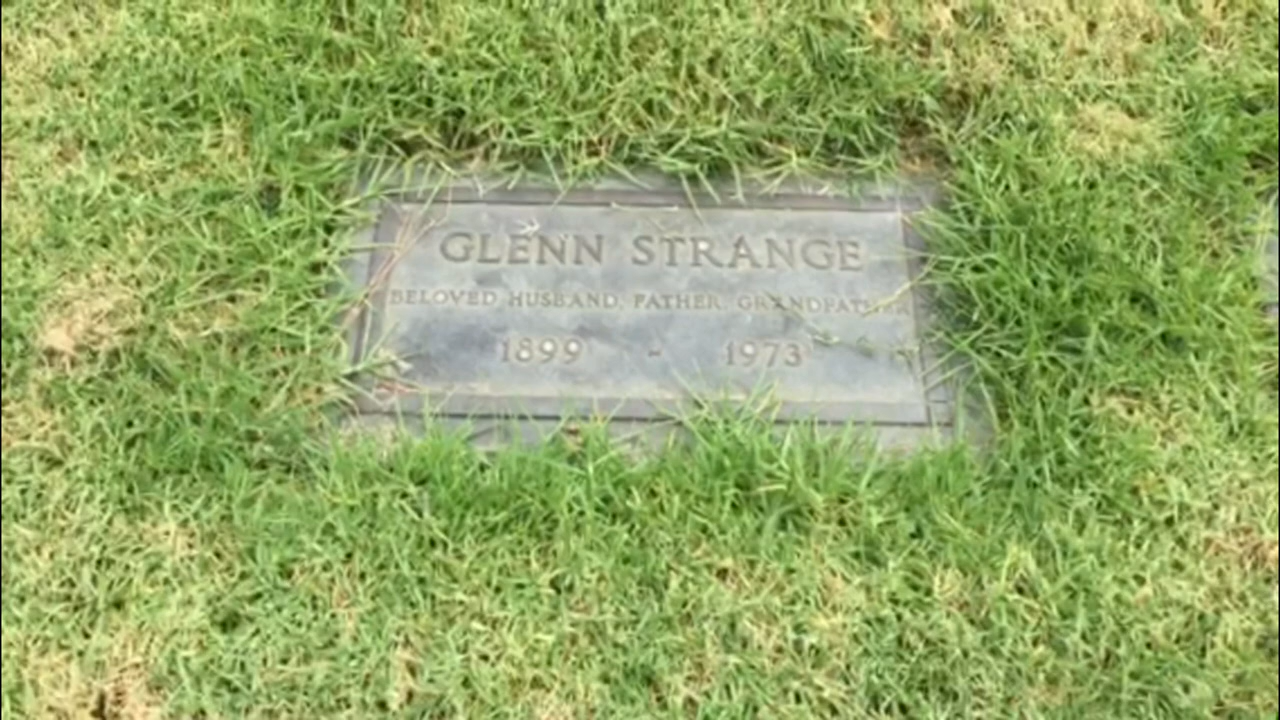 GLENN STRANGE
BELOVED HUSBAND, FATHER, GRANDFATHER
1899 - 1973